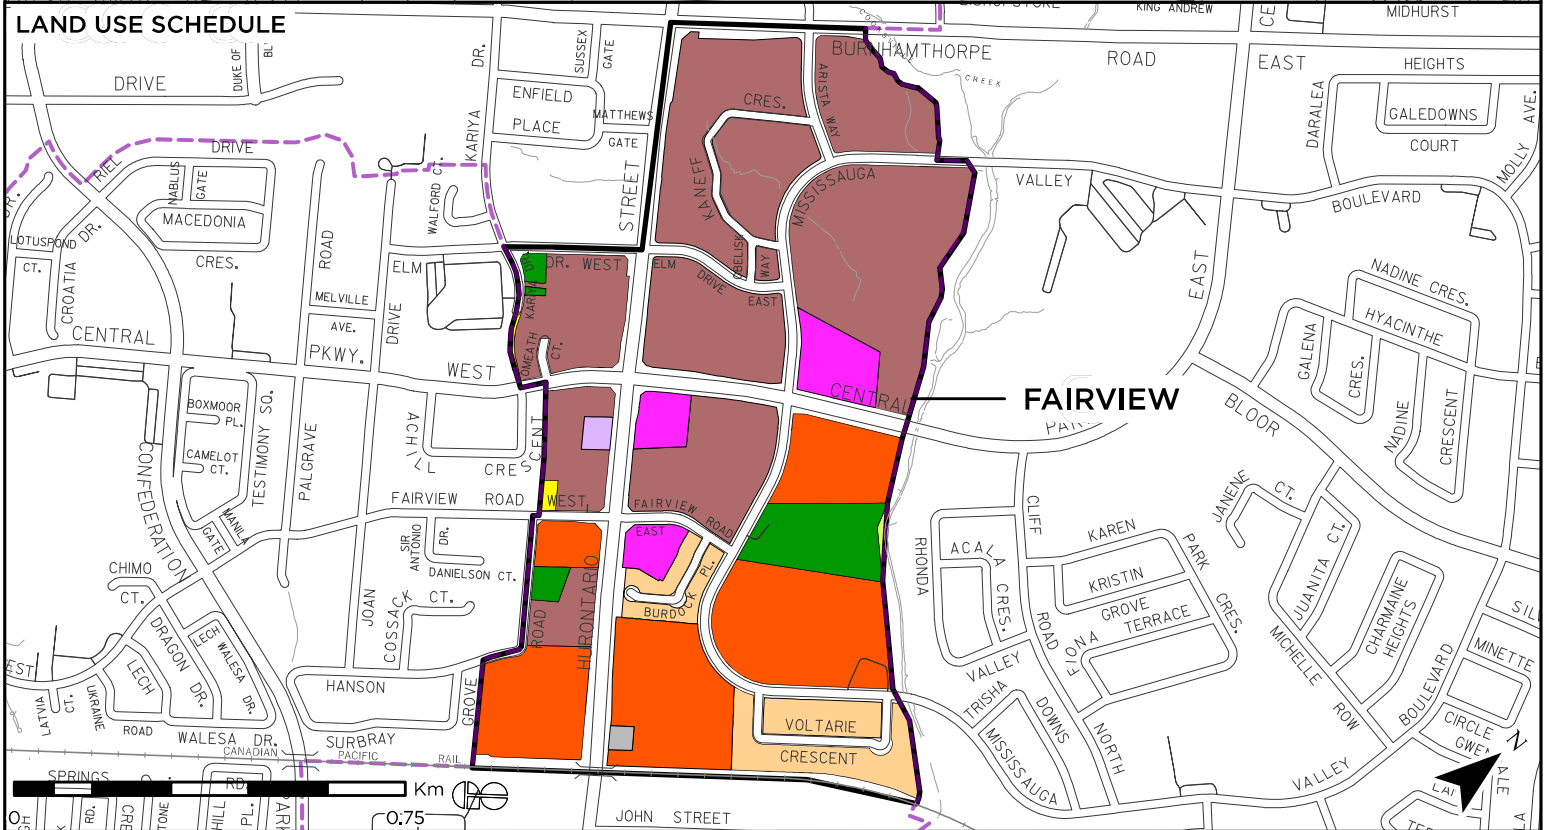 LAND USE SCHEDULE
KING ANDREW
MIDHURST
DRIVE
DUKE OF
DR.
SUSSEX
GATE
BURNHAMTHORPE
ROAD
EAST
HEIGHTS
CREEK
ENFIELD
PLACE
MATTHEWS
GATE
KARIYA
STREET
CRES.
ARISTA WAY
DARALEA
GALEDOWNS
COURT
MOLLY AVE.
RIEL
DRIVE
NABLUS
GATE
MACEDONIA
CRES.
WALFORD CT.
KANEFF
MISSISSAUGA
VALLEY
BOULEVARD
LOTUSPOND
CT.
CROATIA
DR.
ROAD
ELM
DR. WEST
ELM
DRIVE
EAST
OBELISK
WAY
EAST
NADINE CRES.
HYACINTHE
GALENA
CRES.
MELVILLE
AVE.
PKWY.
DRIVE
KARIYA DR.
OMEATH
CT.
CENTRAL
WEST
CENTRAL
FAIRVIEW
BLOOR
NADINE
CRESCENT
BOXMOOR
PL.
CAMELOT
CT.
TESTIMONY SQ.
PALGRAVE
ACHILL
CRESCENT
CONFEDERATION
MANILA
GATE
FAIRVIEW ROAD
WEST
FAIRVIEW ROAD
EAST
SIR
ANTONIO
DR.
DANIELSON CT.
CHIMO
CT.
JOAN
COSSACK
CT.
ROAD
HURONTARIO
BURDOCK
PL.
RHONDA
ACALA
CRES.
CLIFF
ROAD
KAREN
PARK
CRES.
KRISTIN
GROVE
TERRACE
FIONA
JANENE
CT.
JUANITA CT.
CHARMAINE
HEIGHTS
MICHELLE
ROW
MINETTE
CIRCLE
BOULEVARD
DRAGON DR.
LECH
WALESA DR.
LECH
LATVIA
CT.
UKRAINE
ROAD
WALESA DR.
HANSON
GROVE
SURBRAY
CANADIAN
PACIFIC
RAIL
VOLTARIE
CRESCENT
VALLEY
TRISHA
DOWNS
NORTH
MISSISSAUGA
VALLEY
N
SPRINGS
RD.
RD.
HILL
PL.
Km
0
0.75
JOHN STREET